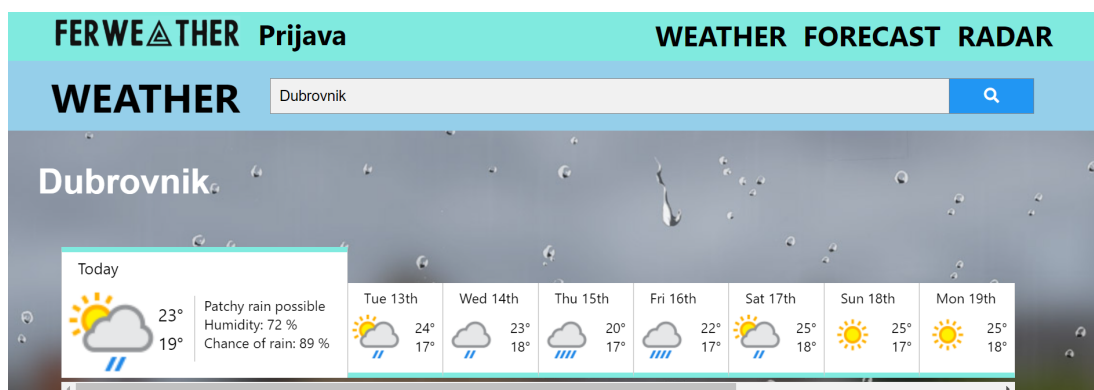 FERWEATHER Prijava WEATHER FORECAST RADAR
WEATHER Dubrovnik
Dubrovnik
Today
23°
19°
Patchy rain possible
Humidity: 72 %
Chance of rain: 89 %
Tue 13th
24°
17°
Wed 14th
23°
18°
Thu 15th
20°
17°
Fri 16th
22°
17°
Sat 17th
25°
18°
Sun 18th
25°
17°
Mon 19th
25°
18°